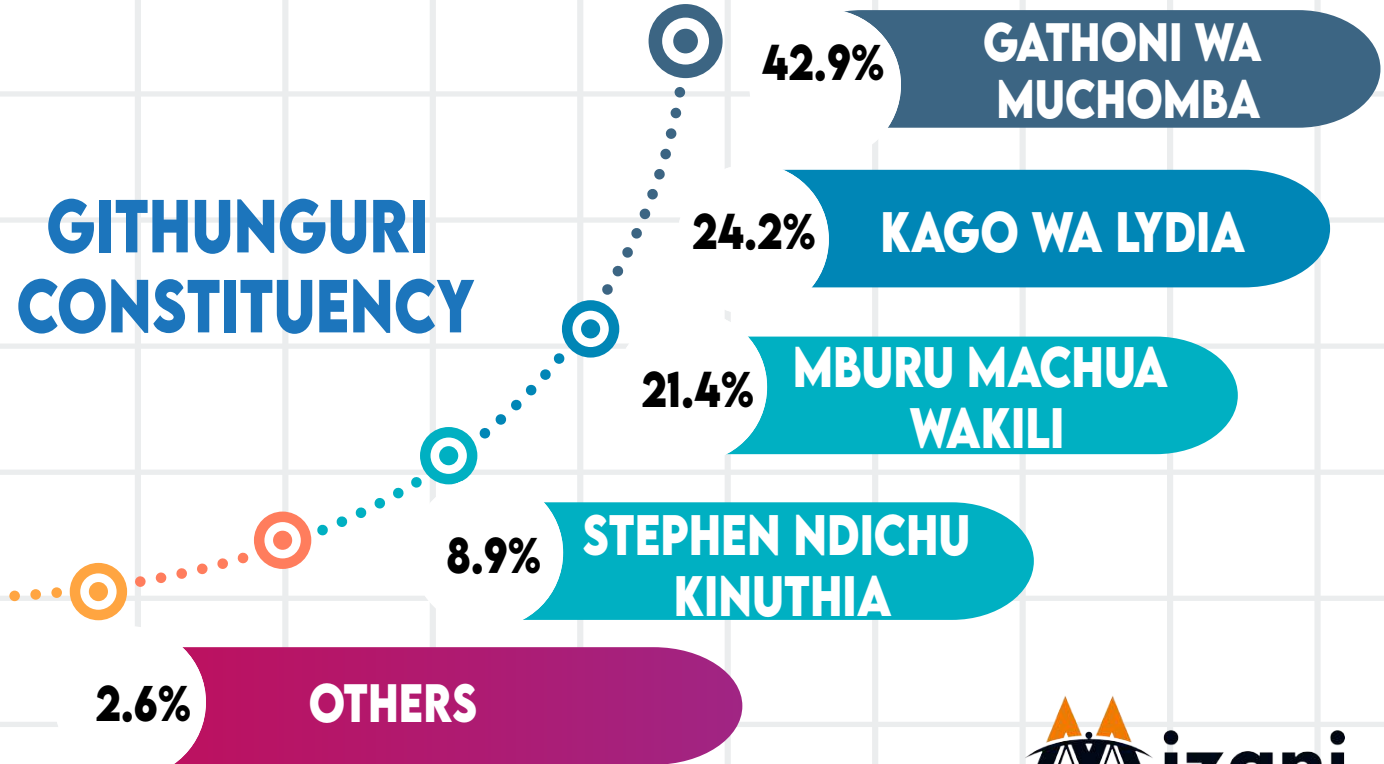 42.9%
GATHONI WA
MUCHOMBA
GITHUNGURI
CONSTITUENCY
24.2%
KAGO WA LYDIA
21.4%
MBURU MACHUA
WAKILI
8.9%
STEPHEN NDICHU
KINUTHIA
2.6%
OTHERS
Mizani